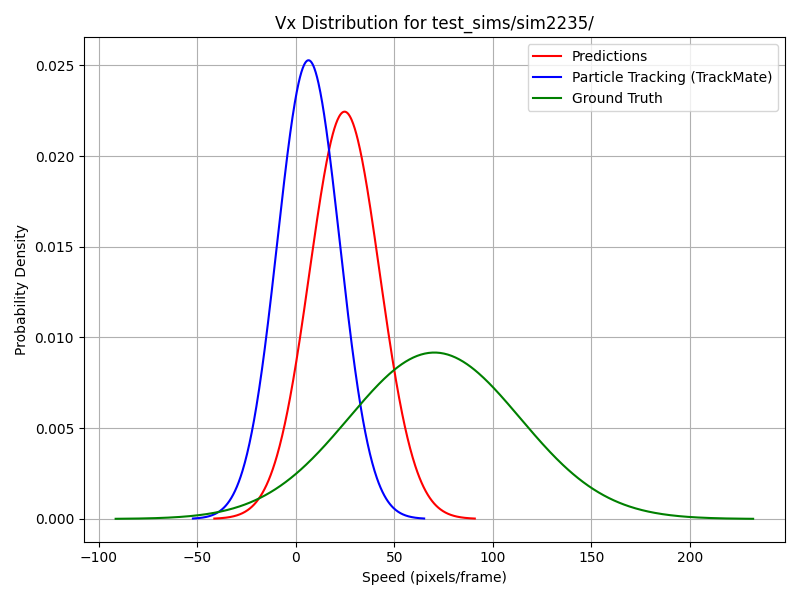 Vx Distribution for test_sims/sim2235/
Predictions
Particle Tracking (TrackMate)
Ground Truth
0.025
0.020
0.015
0.010
0.005
0.000
Probability Density
−100
−50
0
50
100
150
200
Speed (pixels/frame)